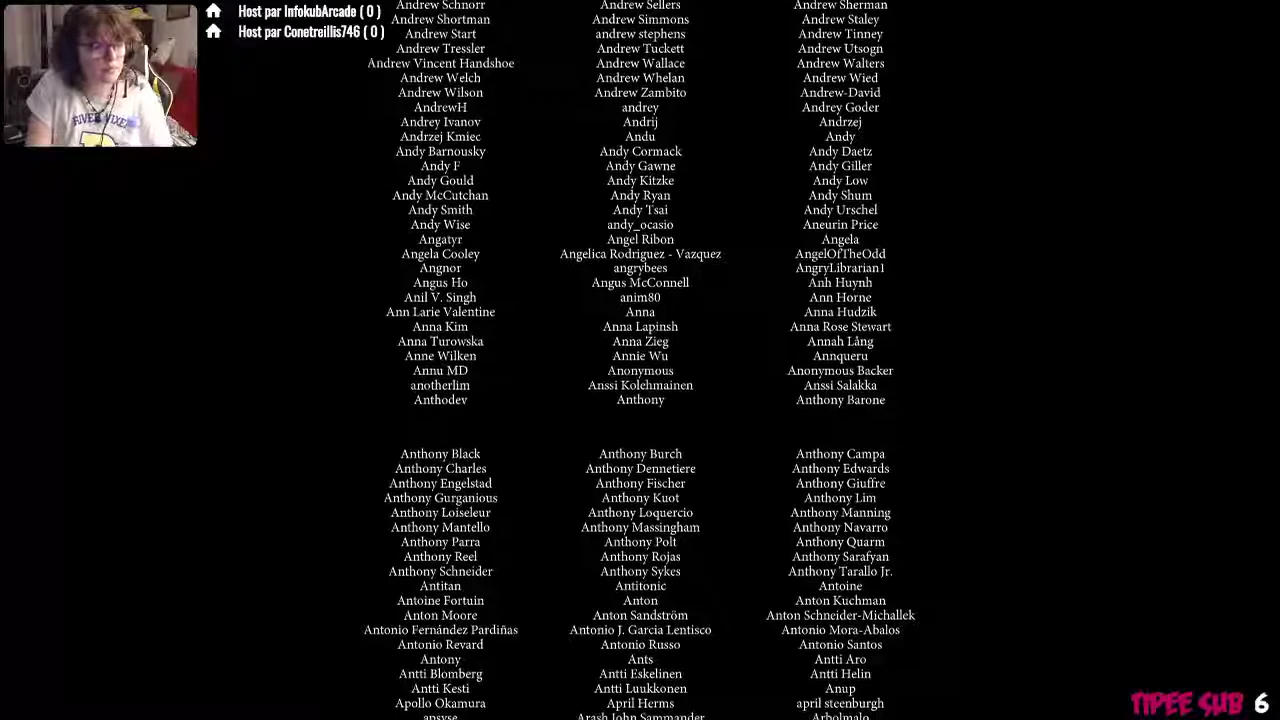 Host par InfokubArcade ( 0 )
Host par Conetreillis746 ( 0 )
RIVER VIXENS
Andrew Schnorr Andrew Sellers Andrew Sherman
Andrew Shortman Andrew Simmons Andrew Staley
Andrew Start andrew stephens Andrew Tinney
Andrew Tressler Andrew Tuckett Andrew Utsogn
Andrew Vincent Handshoe Andrew Wallace Andrew Walters
Andrew Welch Andrew Whelan Andrew Wied
Andrew Wilson Andrew Zambito Andrew-David
AndrewH andrey Andrey Goder
Andrey Ivanov Andrij Andrzej
Andrzej Kmiec Andu Andy
Andy Barnousky Andy Cormack Andy Daetz
Andy F Andy Gawne Andy Giller
Andy Gould Andy Kitzke Andy Low
Andy McCutchan Andy Ryan Andy Shum
Andy Smith Andy Tsai Andy Urschel
Andy Wise andy_ocasio Aneurin Price
Angatyr Angel Ribon Angela
Angela Cooley Angelica Rodriguez - Vazquez AngelOfTheOdd
Angnor angrybees AngryLibrarian1
Angus Ho Angus McConnell Anh Huynh
Anil V. Singh anim80 Ann Horne
Ann Larie Valentine Anna Anna Hudzik
Anna Kim Anna Lapinsh Anna Rose Stewart
Anna Turowska Anna Zieg Annah Lång
Anne Wilken Annie Wu Annqueru
Annu MD Anonymous Anonymous Backer
anotherlim Anssi Kolehmainen Anssi Salakka
Anthodev Anthony Anthony Barone
Anthony Black Anthony Burch Anthony Campa
Anthony Charles Anthony Dennetiere Anthony Edwards
Anthony Engelstad Anthony Fischer Anthony Giuffre
Anthony Gurganious Anthony Kuot Anthony Lim
Anthony Loiseleur Anthony Loquercio Anthony Manning
Anthony Mantello Anthony Massingham Anthony Navarro
Anthony Parra Anthony Polt Anthony Quarm
Anthony Reel Anthony Rojas Anthony Sarafyan
Anthony Schneider Anthony Sykes Anthony Tarallo Jr.
Antitan Antitonic Antoine
Antoine Fortuin Anton Anton Kuchman
Anton Moore Anton Sandström Anton Schneider-Michallek
Antonio Fernández Pardiñas Antonio J. Garcia Lentisco Antonio Mora-Abalos
Antonio Revard Antonio Russo Antonio Santos
Antony Ants Antti Aro
Antti Blomberg Antti Eskelinen Antti Helin
Antti Kesti Antti Luukkonen Anup
Apollo Okamura April Herms april steenburgh
apsyse Arash John Sammander Arbolmalo
TIPEE SUB 6